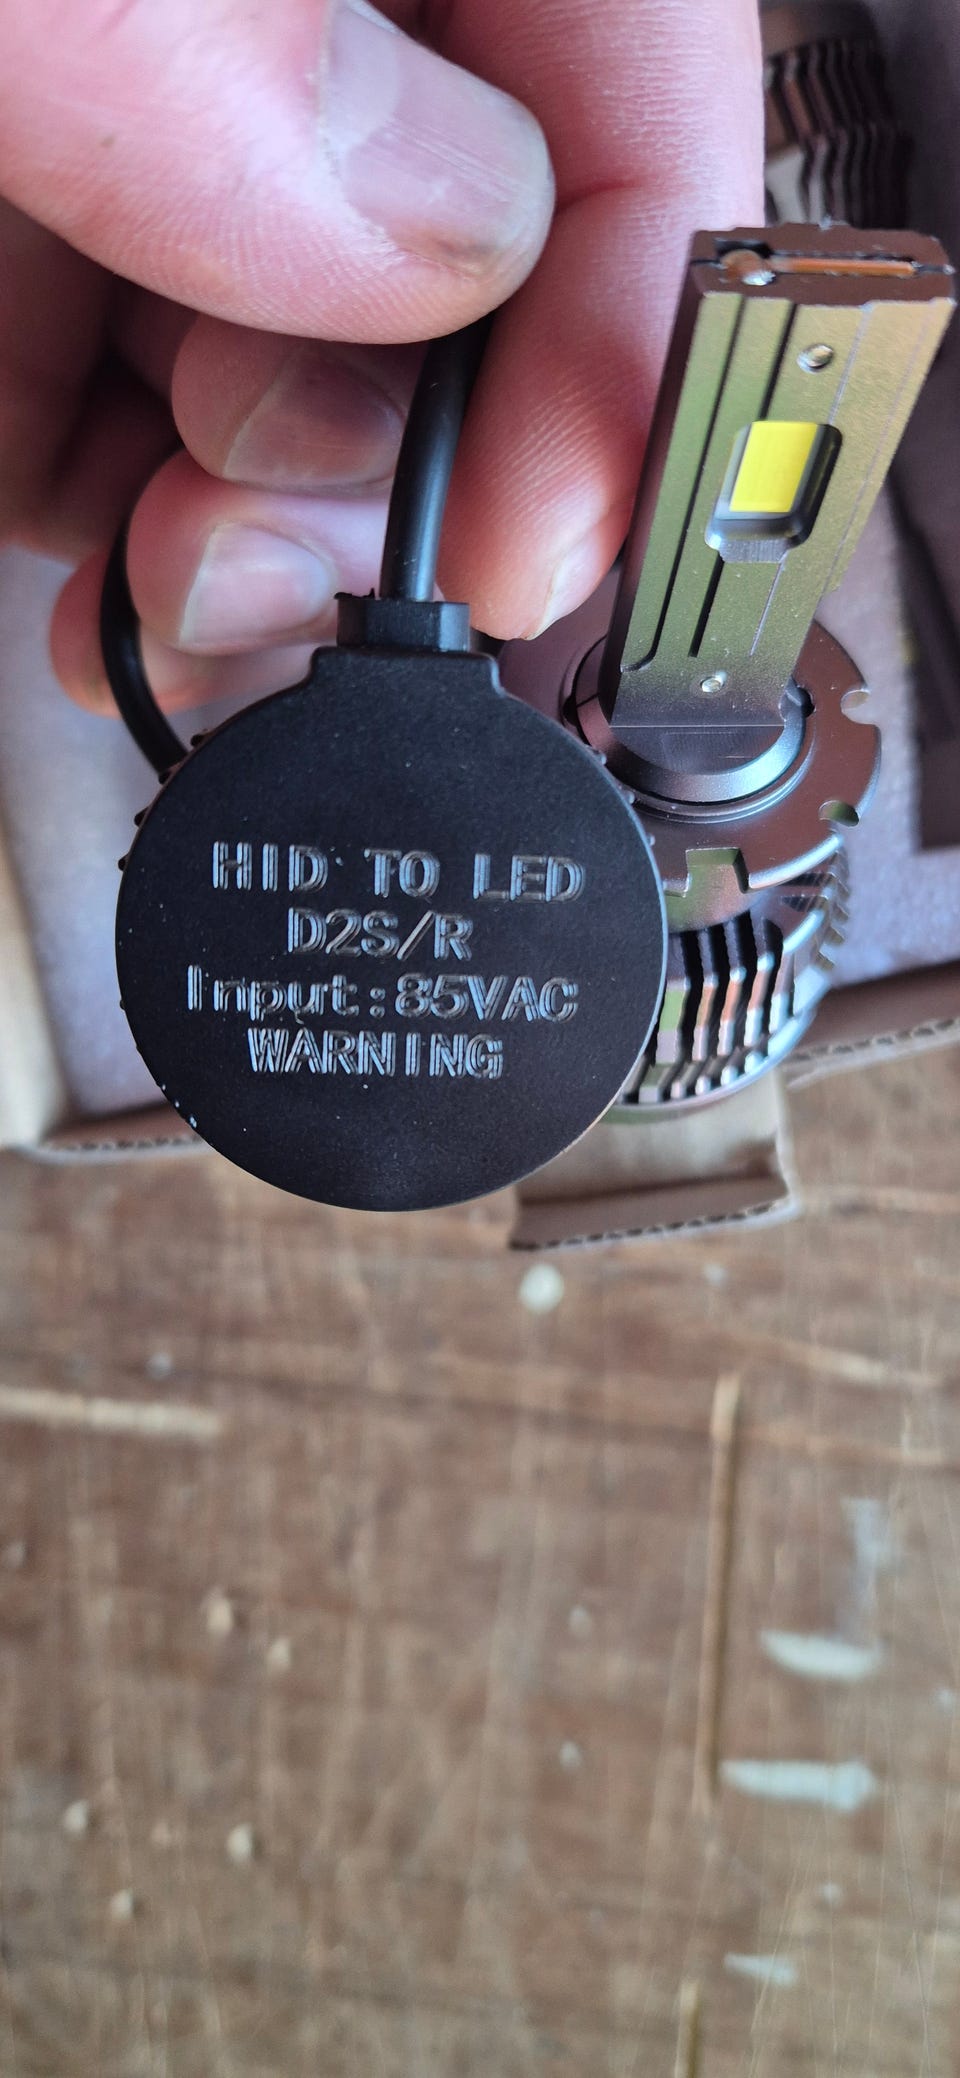 HID TO LED
D2S/R
Input:85VAC
WARNING